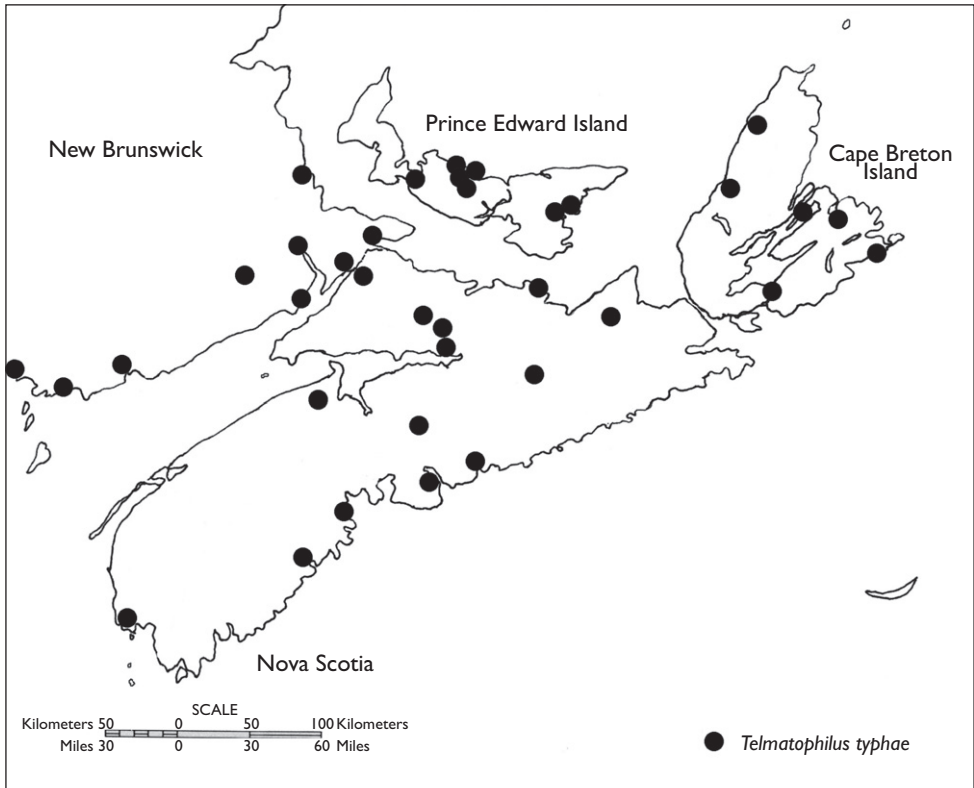 Prince Edward Island
New Brunswick
Cape Breton
Island
Nova Scotia
SCALE
Kilometers 50 0 50 100 Kilometers
Miles 30 0 30 60 Miles
Telmatophilus typhae